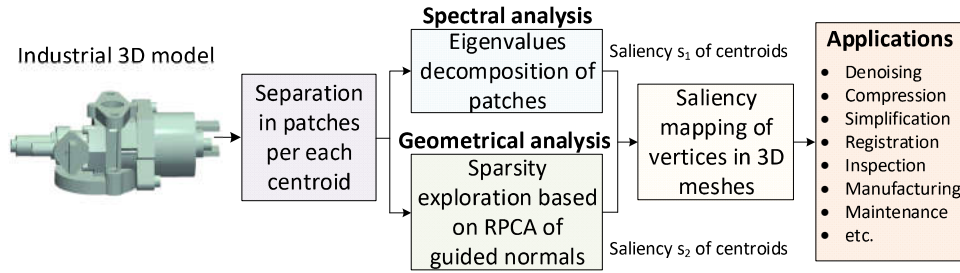 Industrial 3D model
Separation
in patches
per each
centroid
Spectral analysis
Eigenvalues
decomposition of
patches
Saliency s₁ of centroids
Geometrical analysis
Sparsity
exploration based
on RPCA of
guided normals
Saliency s₂ of centroids
Saliency
mapping of
vertices in 3D
meshes
Applications
• Denoising
• Compression
• Simplification
• Registration
• Inspection
• Manufacturing
• Maintenance
• etc.